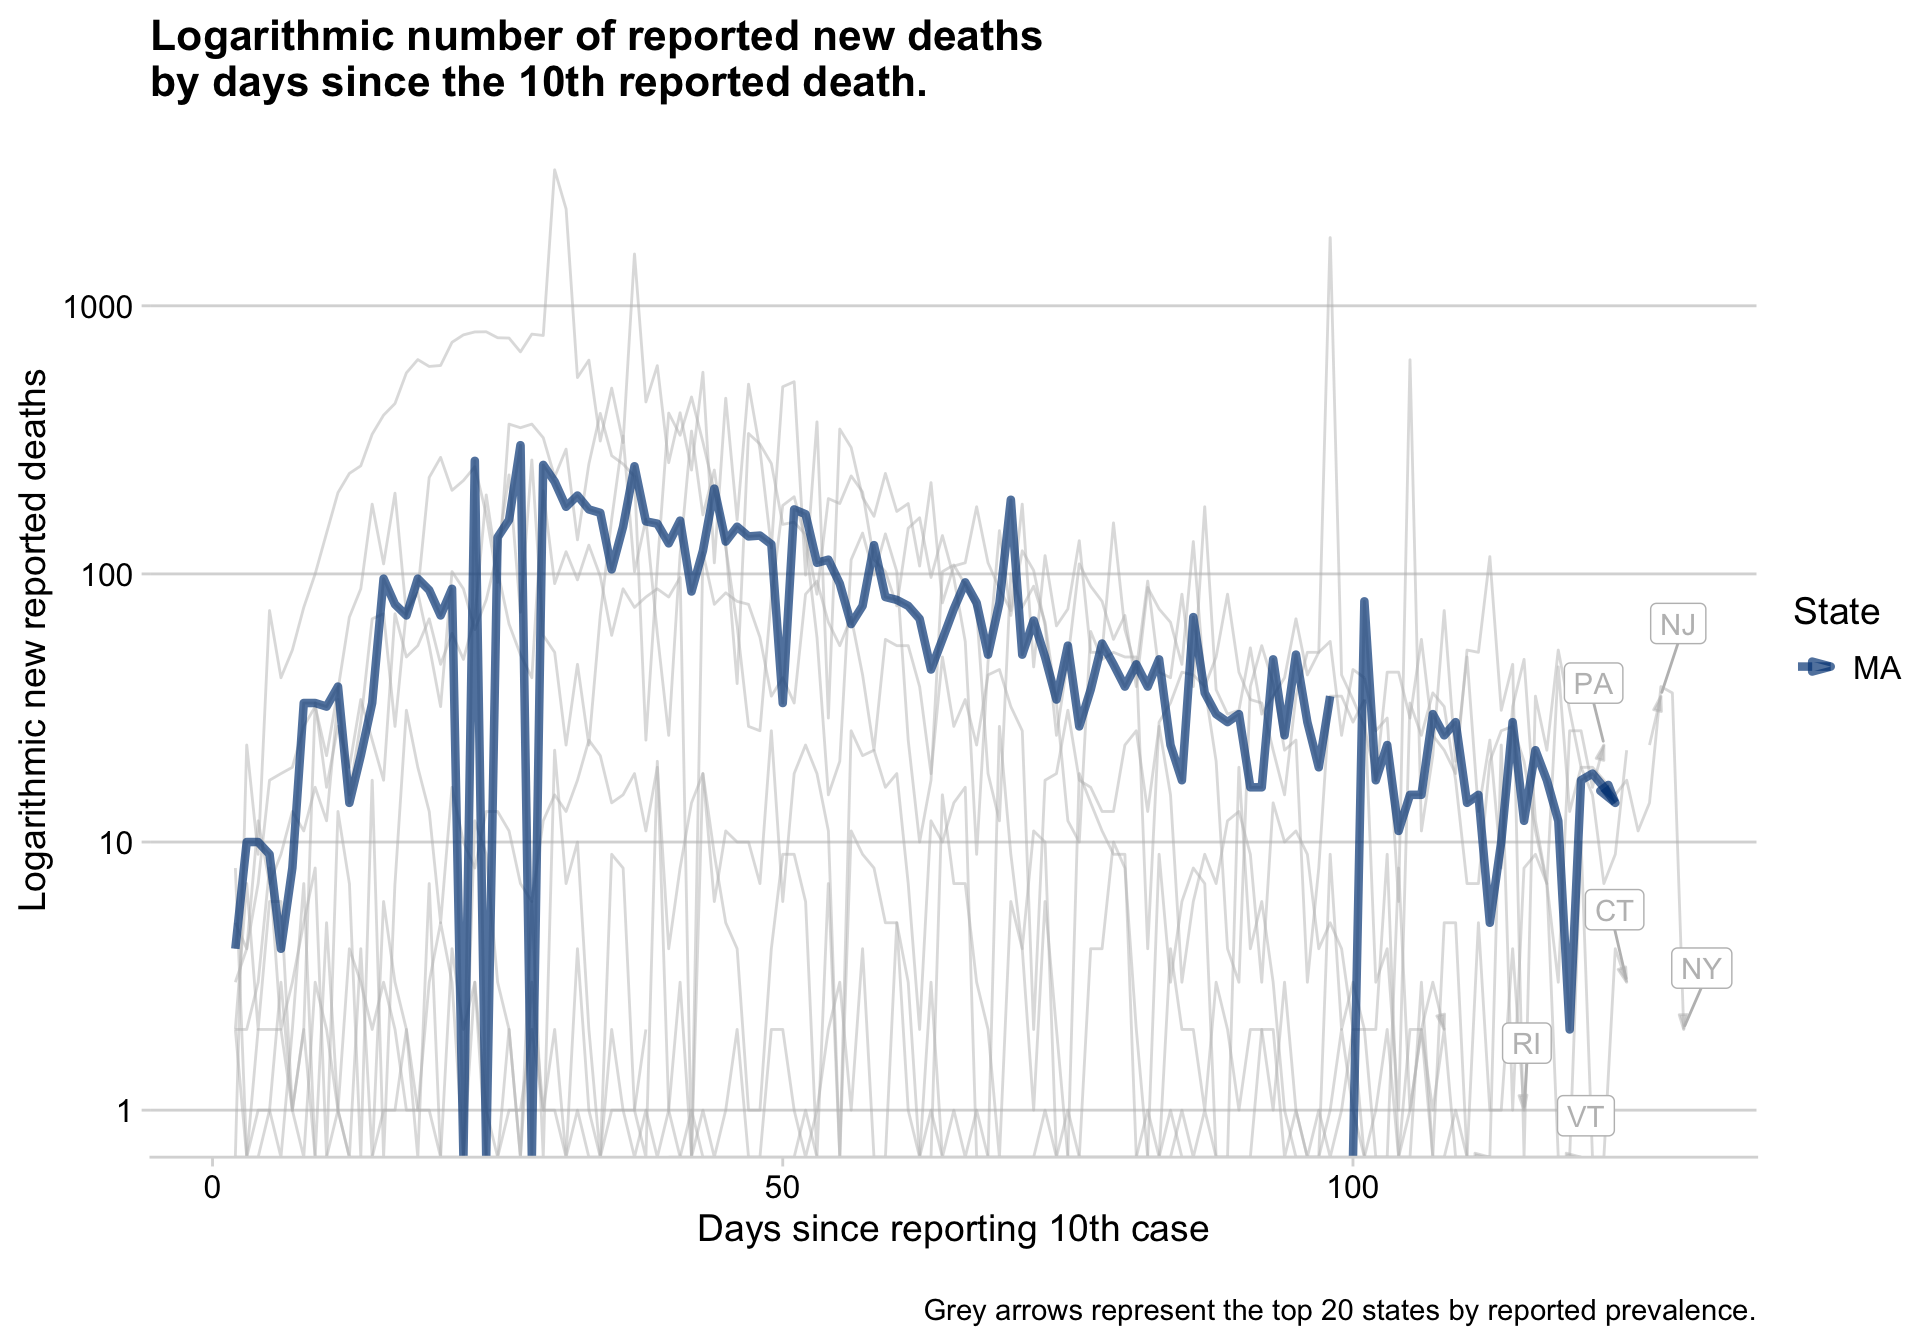 Logarithmic number of reported new deaths
by days since the 10th reported death.
Logarithmic new reported deaths
1000
100
10
1
NJ
PA
CT
NY
RI
VT
State
MA
0
50
100
Days since reporting 10th case
Grey arrows represent the top 20 states by reported prevalence.